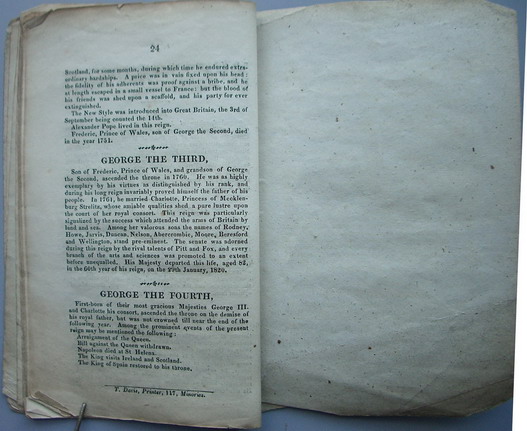 24
Scotland, for some months, during which time he endured extra-
ordinary hardships. A price was in vain fixed upon his head:
the fidelity of his adherents was proof against a bribe, and he
at length escaped in a small vessel to France: but the blood of
his friends was shed upon a scaffold, and his party for ever
extinguished.
The New Style was introduced into Great Britain, the 3rd of
September being counted the 14th.
Alexander Pope lived in this reign.
Frederic, Prince of Wales, son of George the Second, died
in the year 1751.
GEORGE THE THIRD,
Son of Frederic, Prince of Wales, and grandson of George
the Second, ascended the throne in 1760. He was as highly
exemplary by his virtues as distinguished by his rank, and
during his long reign invariably proved himself the father of his
people. In 1761, he married Charlotte, Princess of Mecklen-
burg Strelitz, whose amiable qualities shed a pure lustre upon
the court of her royal consort. This reign was particularly
signalized by the success which attended the arms of Britain by
land and sea. Among her valorous sons the names of Rodney,
Howe, Jarvis, Duncan, Nelson, Abercrombie, Moore, Beresford
and Wellington, stand pre-eminent. The senate was adorned
during this reign by the rival talents of Pitt and Fox, and every
branch of the arts and sciences was promoted to an extent
before unequalled. His Majesty departed this life, aged 82,
in the 60th year of his reign, on the 29th January, 1820.
GEORGE THE FOURTH,
First-born of their most gracious Majesties George III.
and Charlotte his consort, ascended the throne on the demise of
his royal father, but was not crowned till near the end of the
following year. Among the prominent events of the present
reign may be mentioned the following:
Arraignment of the Queen.
Bill against the Queen withdrawn.
Napoleon died at St. Helena.
The King visits Ireland and Scotland.
The King of Spain restored to his throne.
T. Davis, Printer, 117, Minories.